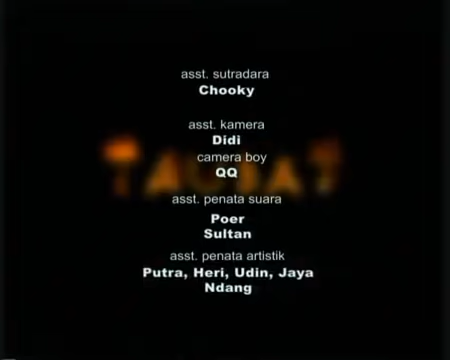 asst. sutradara
Chooky
asst. kamera
Didi
camera boy
QQ
asst. penata suara
Poer
Sultan
asst. penata artistik
Putra, Heri, Udin, Jaya
Ndang